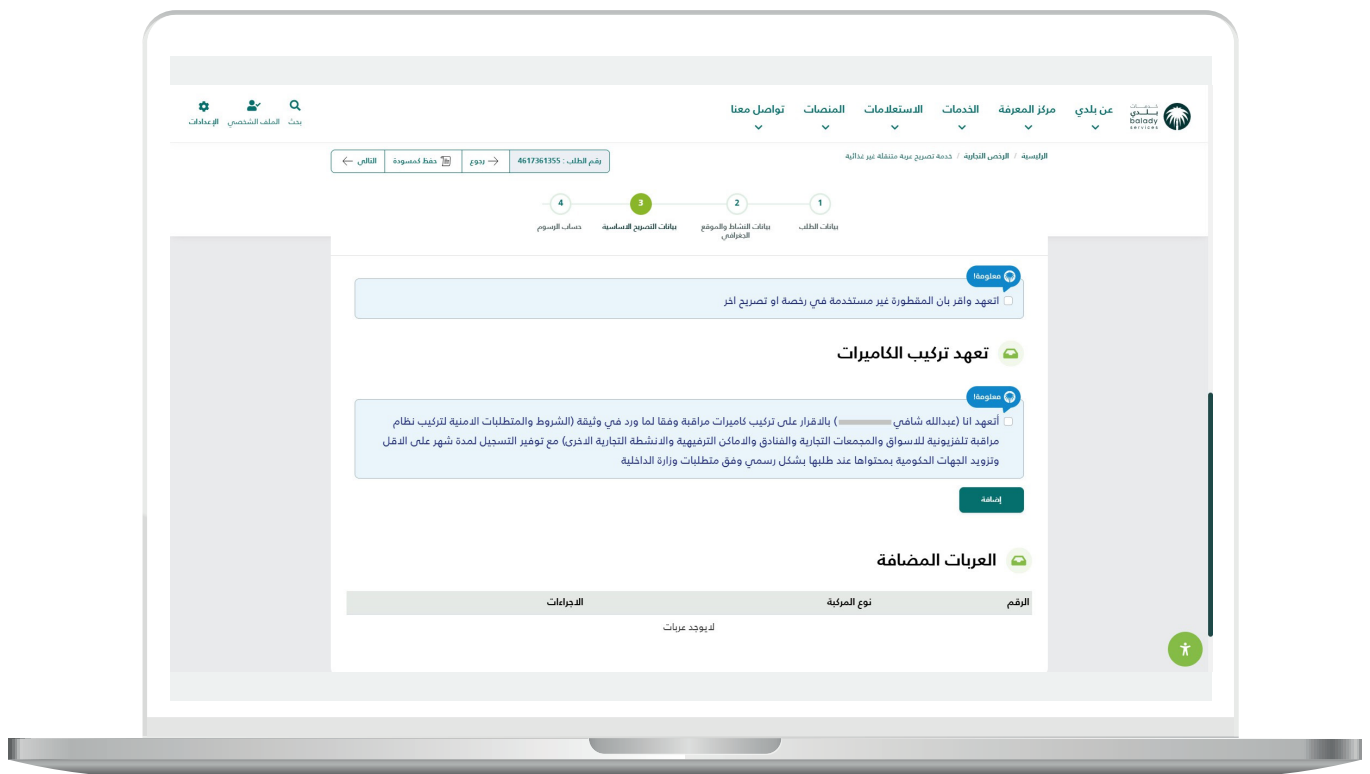 خدمات
بلدي
balady
services
عن بلدي
مركز المعرفة
الخدمات
الاستعلامات
المنصات
تواصل معنا
بحث
الملف الشخصي
الإعدادات
الرئيسية / الرخص التجارية / خدمة تصريح عربة متنقلة غير غذائية
رقم الطلب : 4617361355
رجوع
حفظ كمسودة
التالي
1
2
3
4
بيانات الطلب
بيانات النشاط والموقع
الجغرافي
بيانات التصريح الاساسية
حساب الرسوم
معلومة!
اتعهد واقر بان المقطورة غير مستخدمة في رخصة او تصريح اخر
تعهد تركيب الكاميرات
معلومة!
أتعهد انا (عبدالله شافي ) بالاقرار على تركيب كاميرات مراقبة وفقا لما ورد في وثيقة (الشروط والمتطلبات الامنية لتركيب نظام
مراقبة تلفزيونية للاسواق والمجمعات التجارية والفنادق والاماكن الترفيهية والانشطة التجارية الاخرى) مع توفير التسجيل لمدة شهر على الاقل
وتزويد الجهات الحكومية بمحتواها عند طلبها بشكل رسمي وفق متطلبات وزارة الداخلية
إضافة
العربات المضافة
الرقم
نوع المركبة
الاجراءات
لايوجد عربات